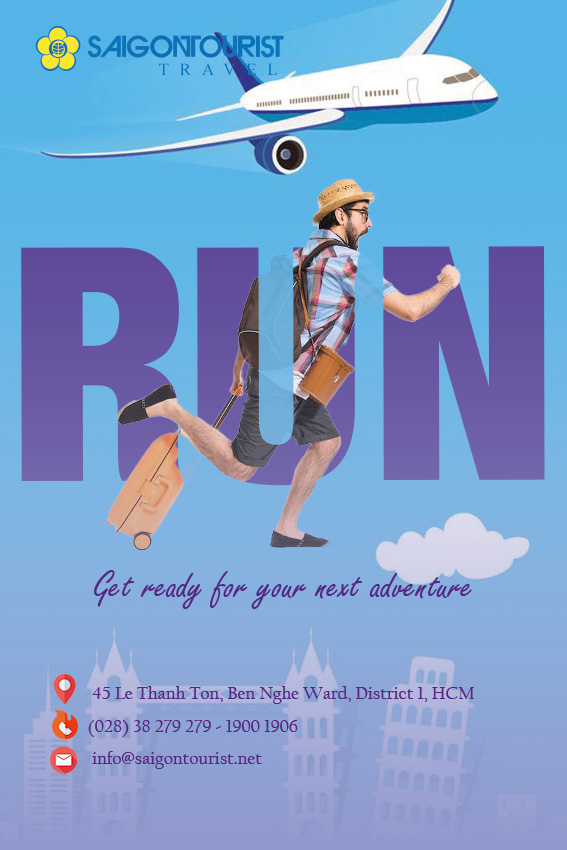 SAIGONTOURIST
TRAVEL
RUN
Get ready for your next adventure
45 Le Thanh Ton, Ben Nghe Ward, District 1, HCM
(028) 38 279 279 - 1900 1906
info@saigontourist.net